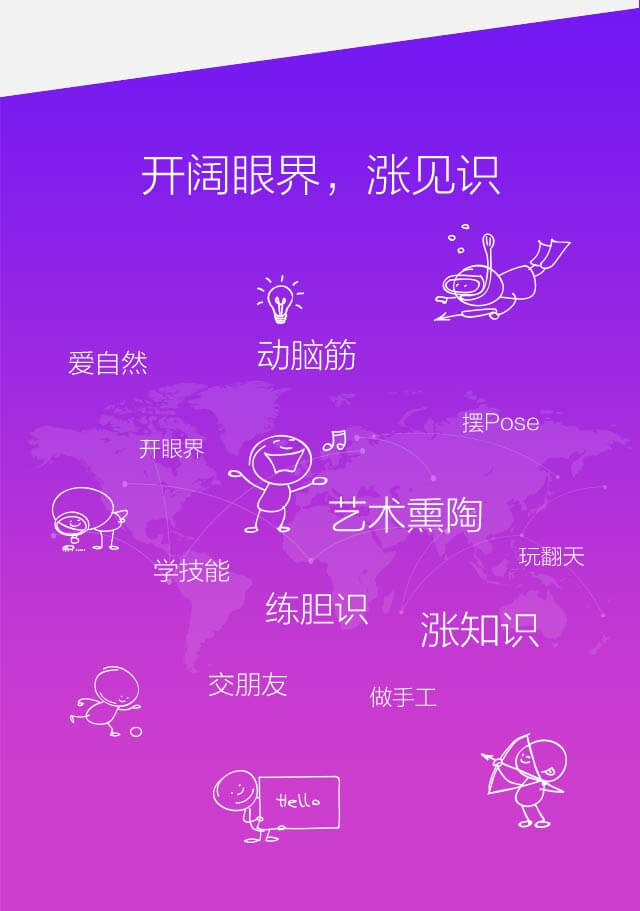 开阔眼界，涨见识
动脑筋
爱自然
摆Pose
开眼界
艺术熏陶
玩翻天
学技能
练胆识
涨知识
交朋友
做手工
Hello